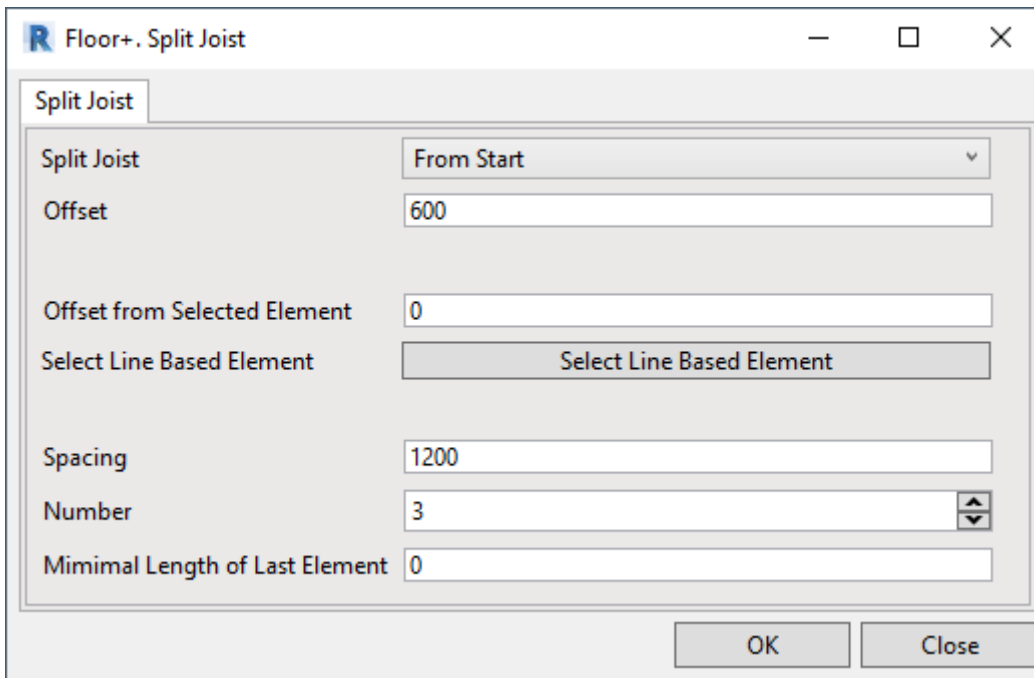 Floor+. Split Joist
Split Joist
Split Joist From Start
Offset 600
Offset from Selected Element 0
Select Line Based Element Select Line Based Element
Spacing 1200
Number 3
Mimimal Length of Last Element 0
OK Close